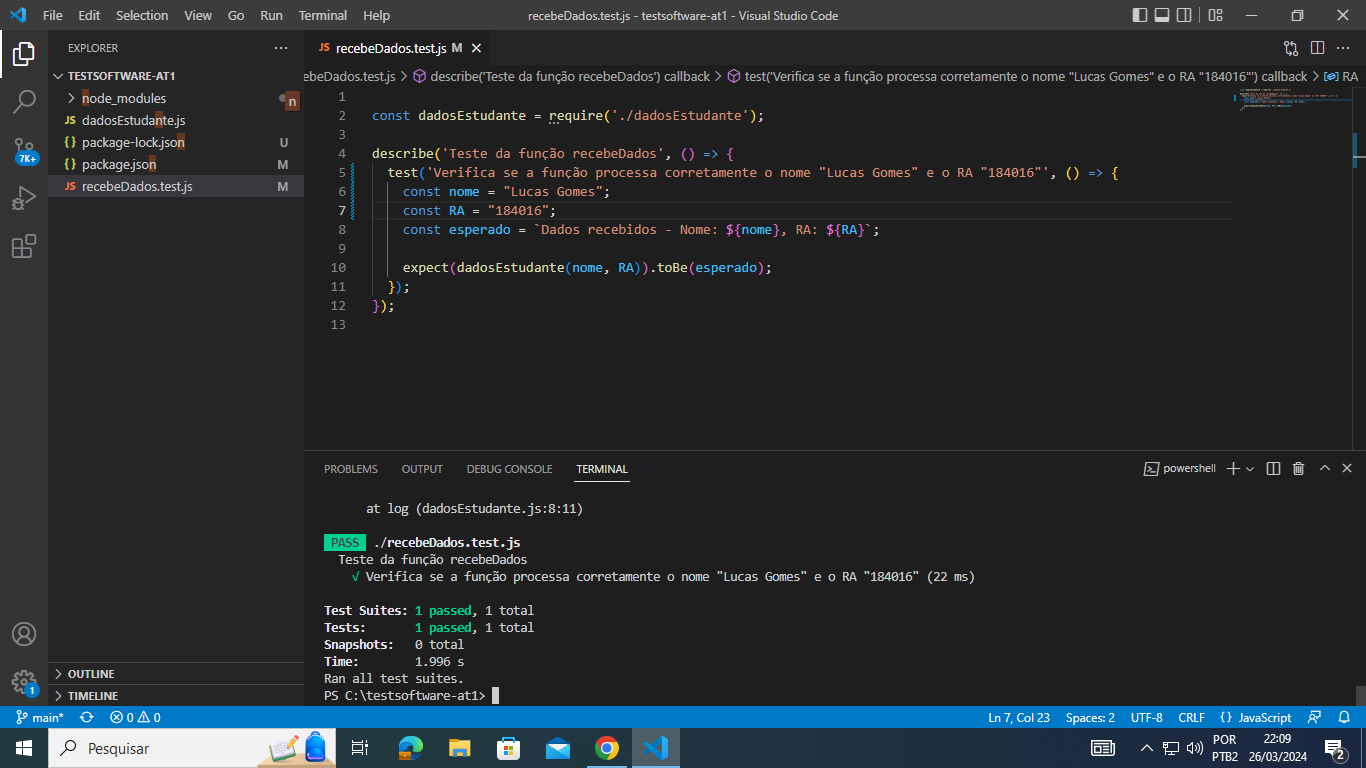 File Edit Selection View Go Run Terminal Help recebeDados.test.js - testsoftware-at1 - Visual Studio Code
EXPLORER
TESTSOFTWARE-AT1
node_modules
n
dadosEstudante.js
package-lock.json U
package.json M
recebeDados.test.js M
OUTLINE
TIMELINE
7K+
1
JS recebeDados.test.js M
ebeDados.test.js > describe('Teste da função recebeDados') callback > test('Verifica se a função processa corretamente o nome "Lucas Gomes" e o RA "184016"') callback > RA
1
2 const dadosEstudante = require('./dadosEstudante');
3
4 describe('Teste da função recebeDados', () => {
5 test('Verifica se a função processa corretamente o nome "Lucas Gomes" e o RA "184016"', () => {
6 const nome = "Lucas Gomes";
7 const RA = "184016";
8 const esperado = `Dados recebidos - Nome: ${nome}, RA: ${RA}`;
9
10 expect(dadosEstudante(nome, RA)).toBe(esperado);
11 });
12 });
13
PROBLEMS OUTPUT DEBUG CONSOLE TERMINAL powershell
at log (dadosEstudante.js:8:11)
PASS ./recebeDados.test.js
Teste da função recebeDados
√ Verifica se a função processa corretamente o nome "Lucas Gomes" e o RA "184016" (22 ms)
Test Suites: 1 passed, 1 total
Tests: 1 passed, 1 total
Snapshots: 0 total
Time: 1.996 s
Ran all test suites.
PS C:\testsoftware-at1>
main* 0 0 Ln 7, Col 23 Spaces: 2 UTF-8 CRLF {} JavaScript
Pesquisar
POR
PTB2
22:09
26/03/2024
2